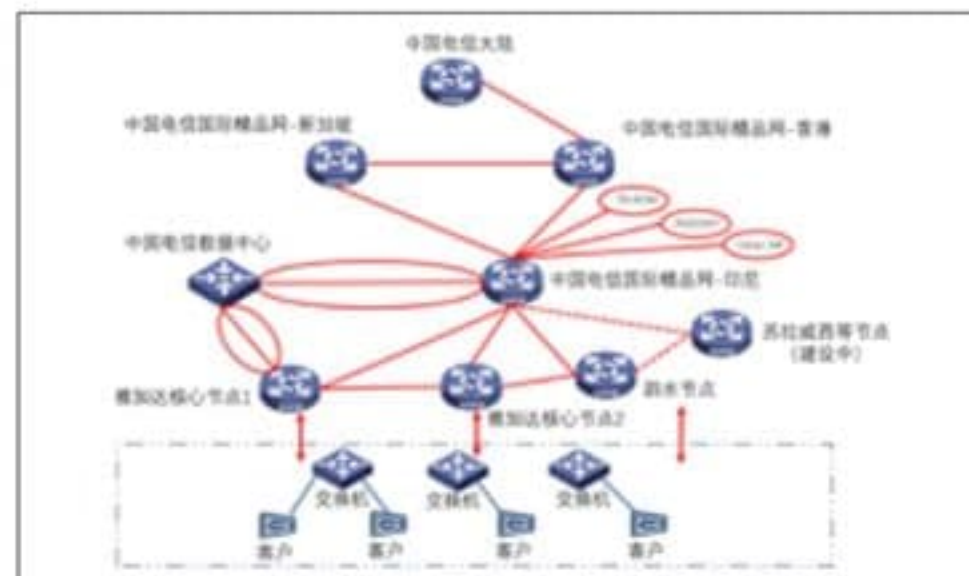 中国电信大陆
中国电信国际精品网-新加坡
中国电信国际精品网-香港
中国电信数据中心
中国电信国际精品网-印尼
苏拉威西等节点
(建设中)
雅加达核心节点1
雅加达核心节点2
泗水节点
交换机
交换机
交换机
客户
客户
客户
客户